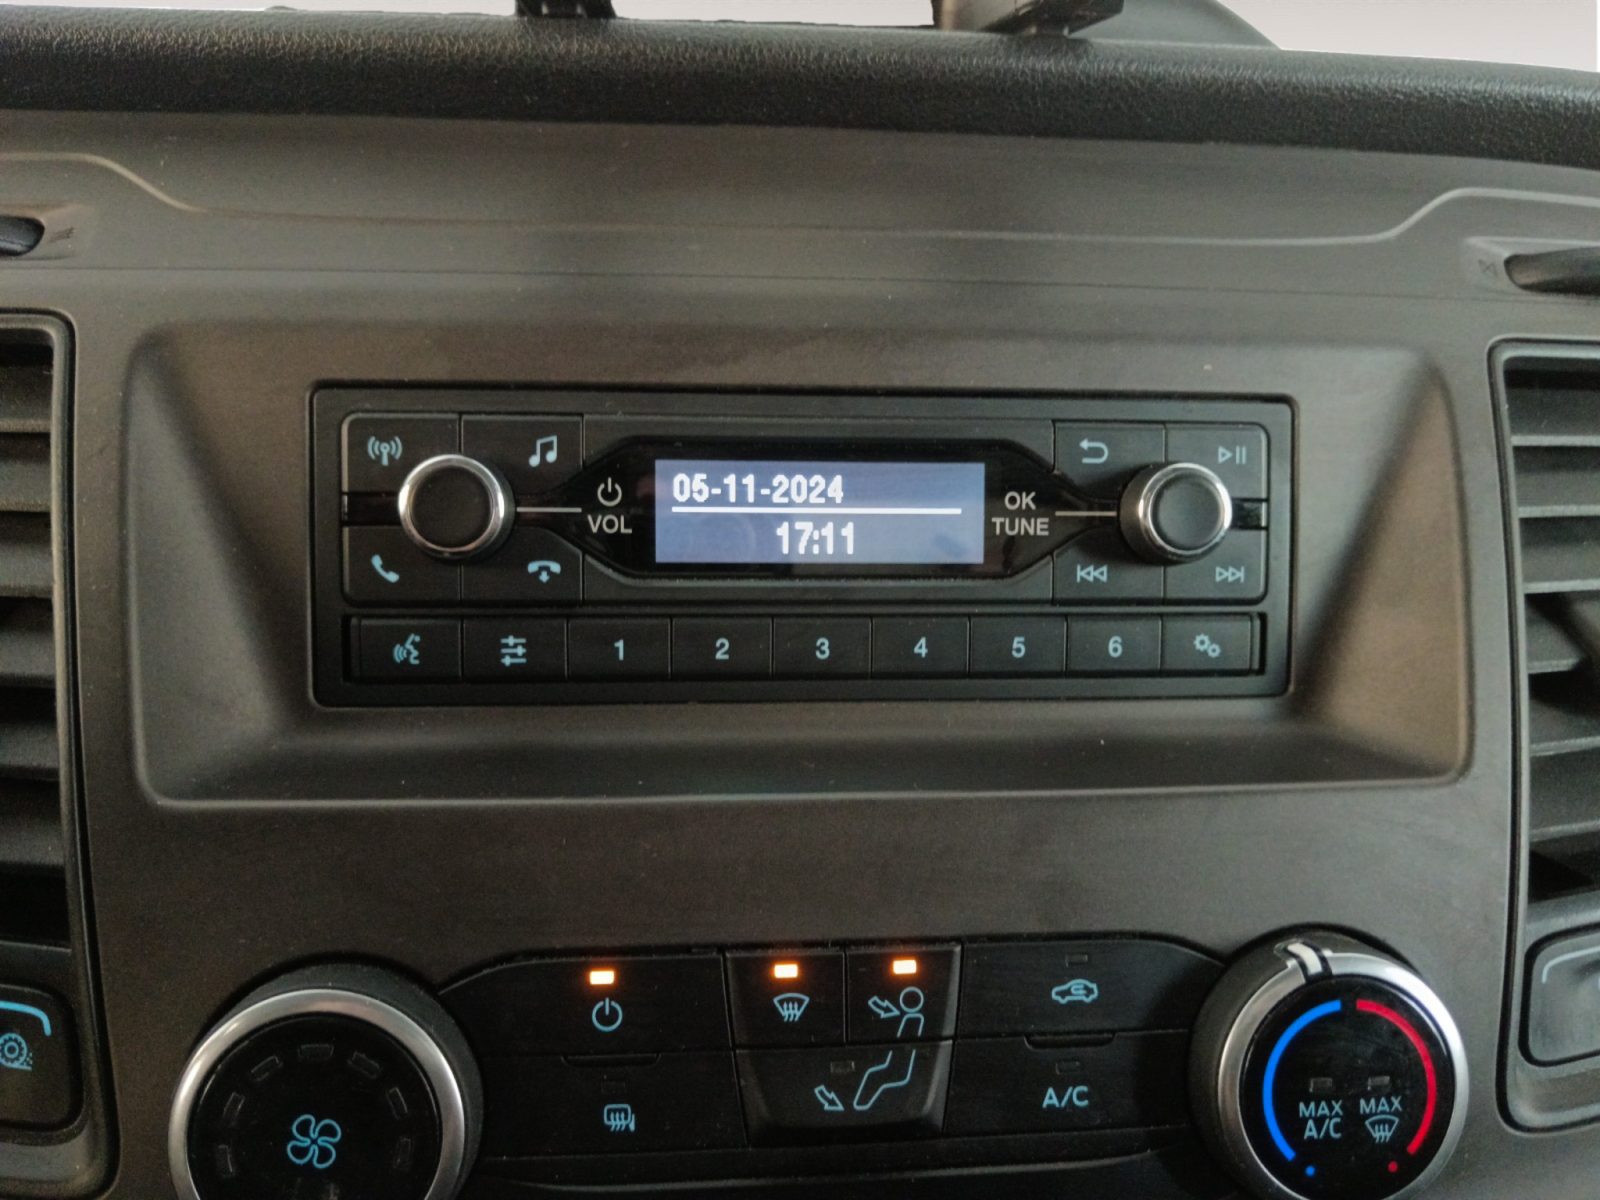 05-11-2024
17:11
VOL
OK
TUNE
1 2 3 4 5 6
A/C
MAX
A/C
MAX